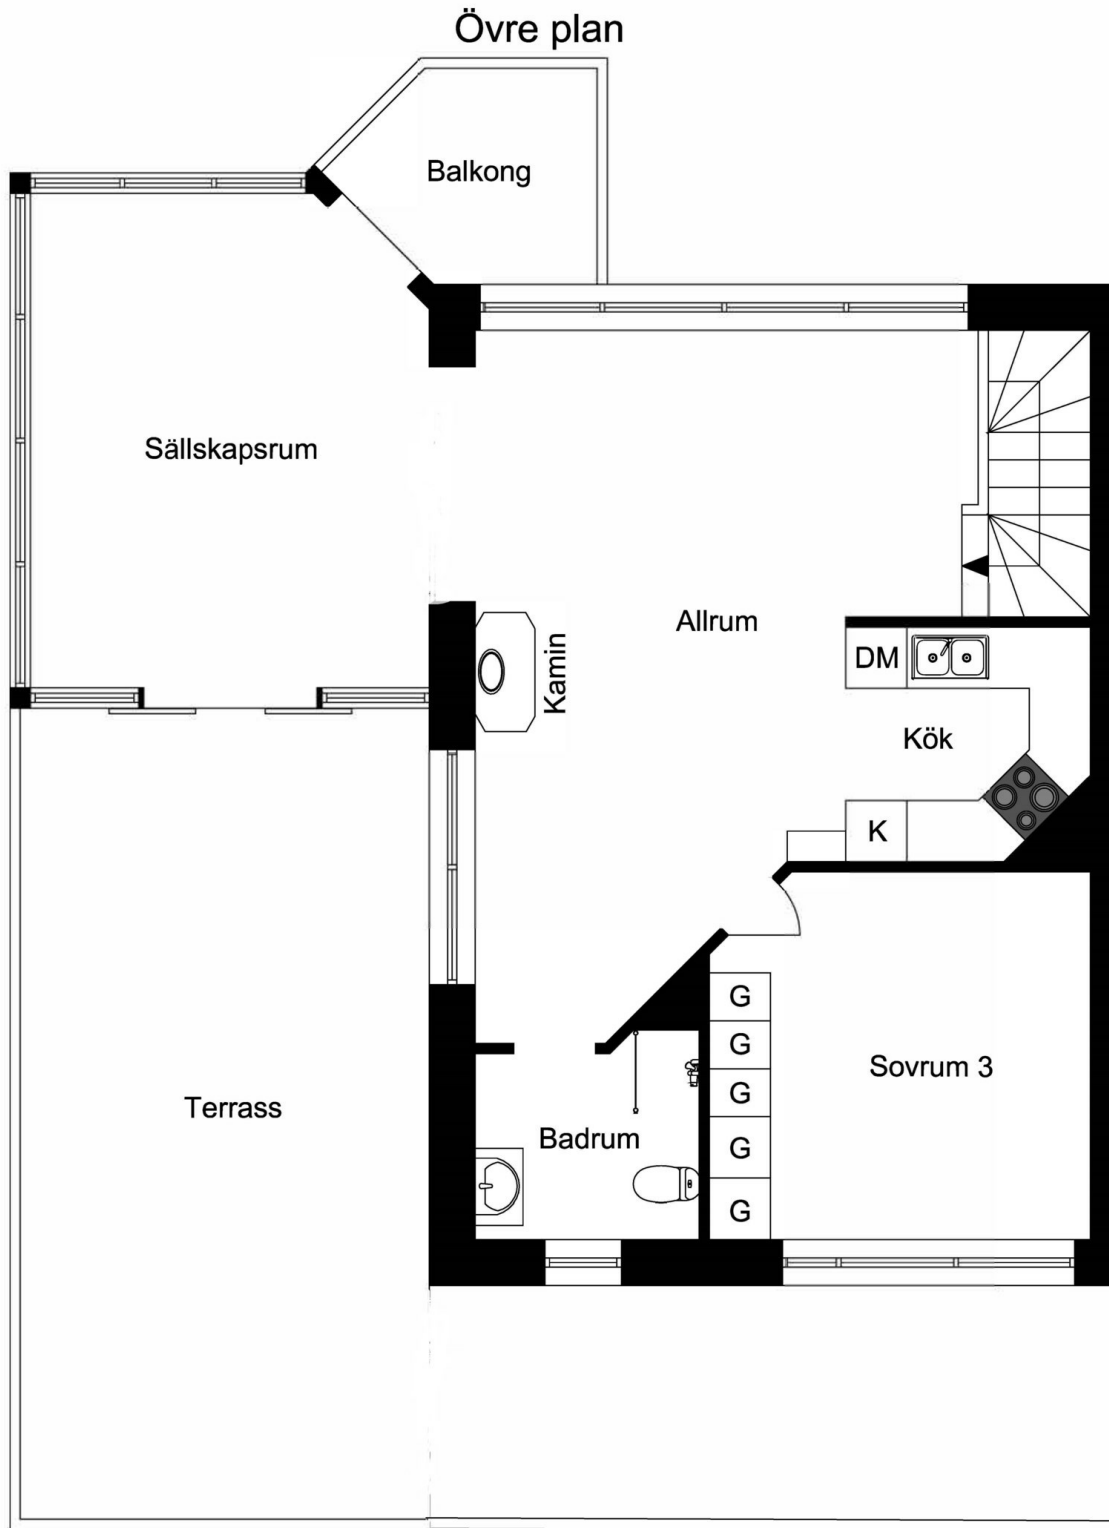 Övre plan
Balkong
Sällskapsrum
Allrum
Kamin
DM
Kök
K
G
G
G
G
G
Sovrum 3
Terrass
Badrum